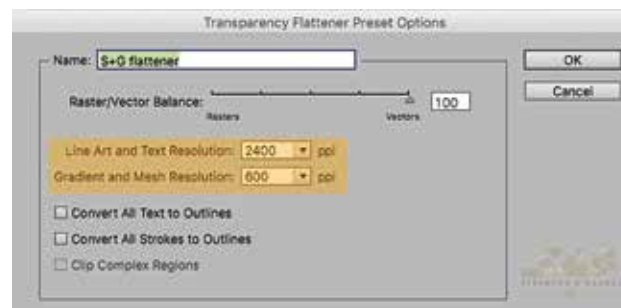 Transparency Flattener Preset Options
Name: S+G flattener
OK
Cancel
Raster/Vector Balance: 100
Rasters Vectors
Line Art and Text Resolution: 2400 ppi
Gradient and Mesh Resolution: 600 ppi
Convert All Text to Outlines
Convert All Strokes to Outlines
Clip Complex Regions